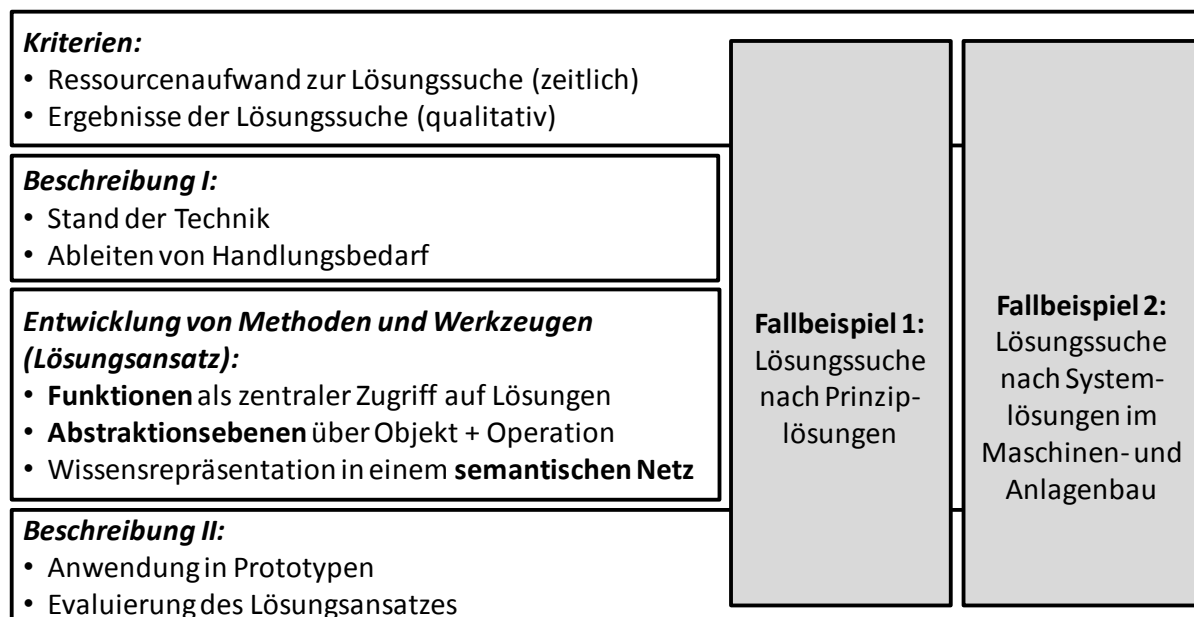 Kriterien:
• Ressourcenaufwand zur Lösungssuche (zeitlich)
• Ergebnisse der Lösungssuche (qualitativ)
Beschreibung I:
• Stand der Technik
• Ableiten von Handlungsbedarf
Entwicklung von Methoden und Werkzeugen
(Lösungsansatz):
• Funktionen als zentraler Zugriff auf Lösungen
• Abstraktionsebenen über Objekt + Operation
• Wissensrepräsentation in einem semantischen Netz
Beschreibung II:
• Anwendung in Prototypen
• Evaluierung des Lösungsansatzes
Fallbeispiel 1:
Lösungssuche
nach Prinzip-
lösungen
Fallbeispiel 2:
Lösungssuche
nach System-
lösungen im
Maschinen- und
Anlagenbau